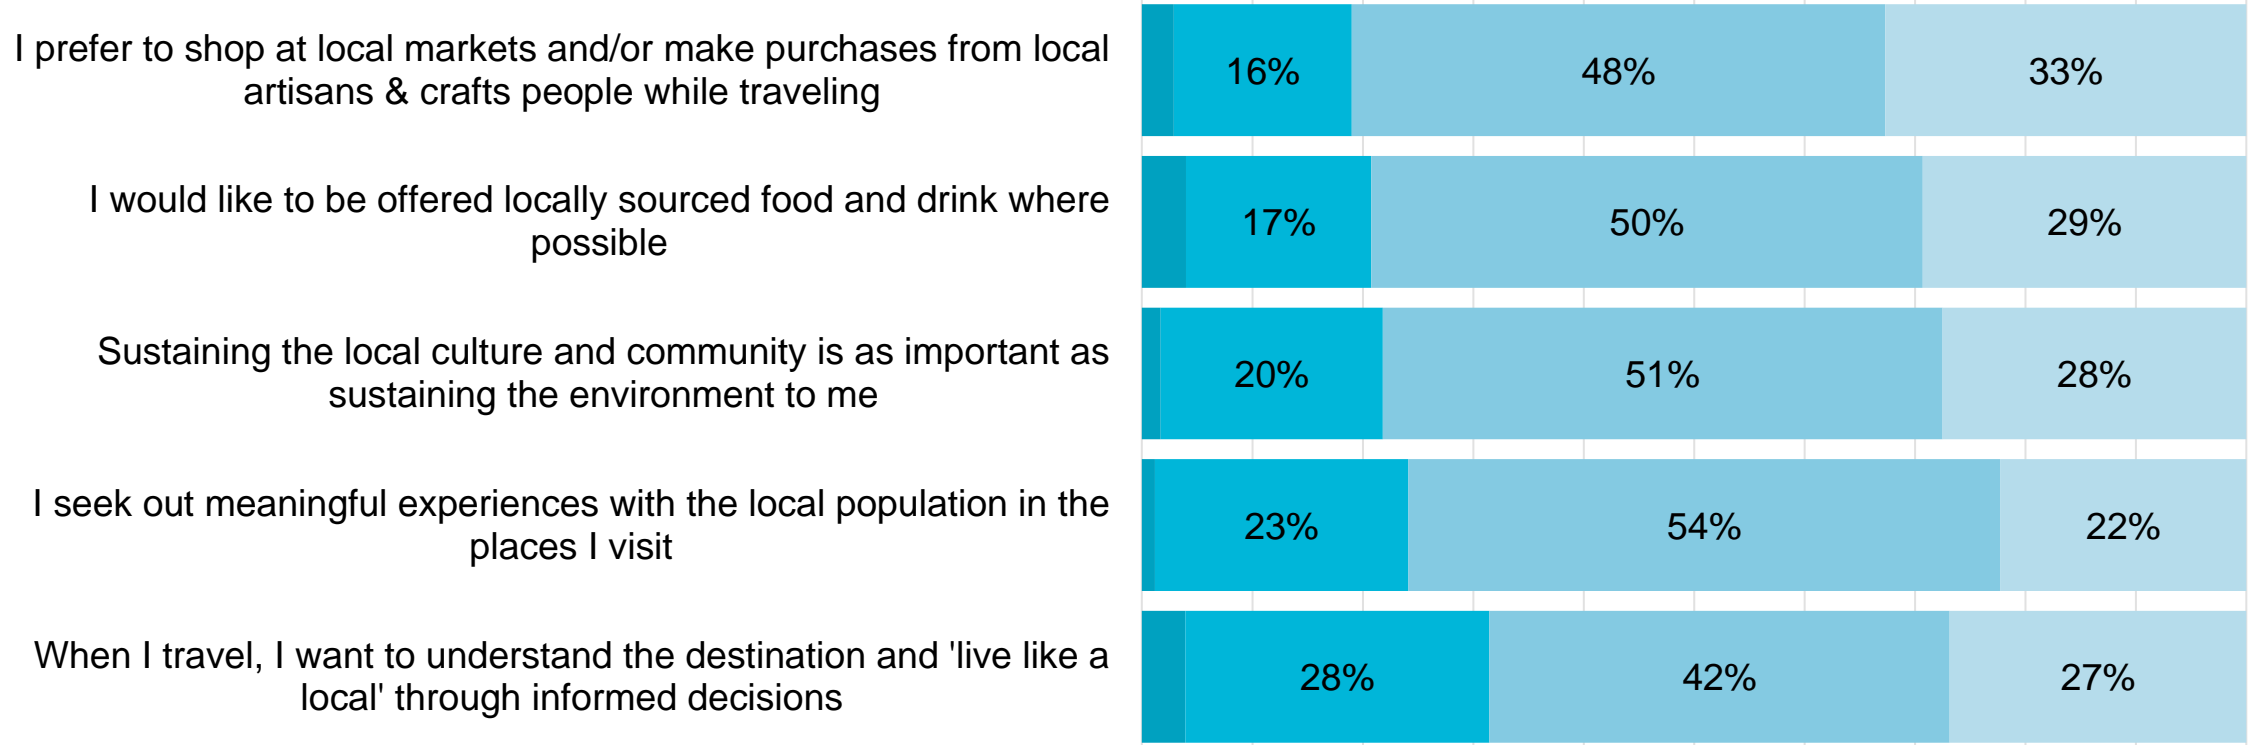 I prefer to shop at local markets and/or make purchases from local
artisans & crafts people while traveling
16% 48% 33%
I would like to be offered locally sourced food and drink where
possible
17% 50% 29%
Sustaining the local culture and community is as important as
sustaining the environment to me
20% 51% 28%
I seek out meaningful experiences with the local population in the
places I visit
23% 54% 22%
When I travel, I want to understand the destination and 'live like a
local' through informed decisions
28% 42% 27%